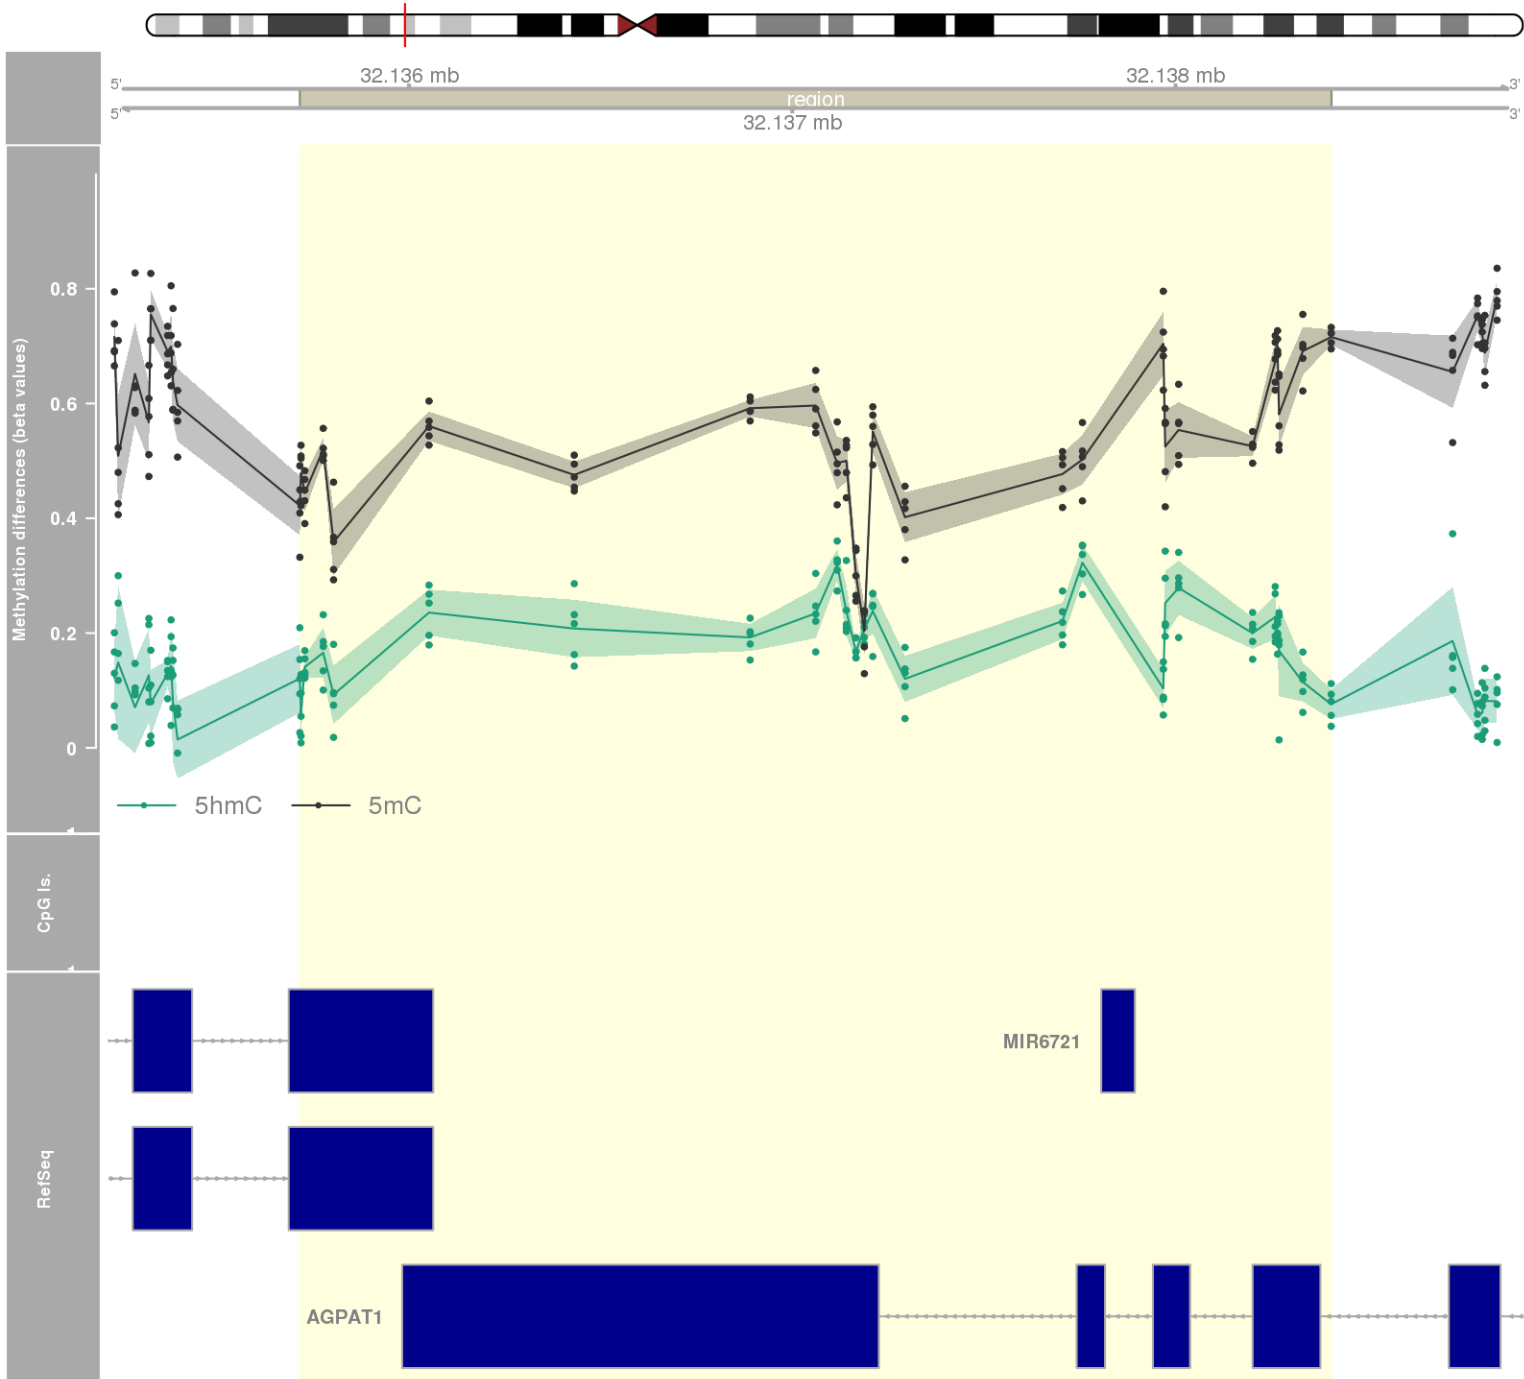 32.136 mb
32.138 mb
5'
3'
region
5'
3'
32.137 mb
Methylation differences (beta values)
0.8
0.6
0.4
0.2
0
5hmC
5mC
CpG Is.
RefSeq
MIR6721
AGPAT1